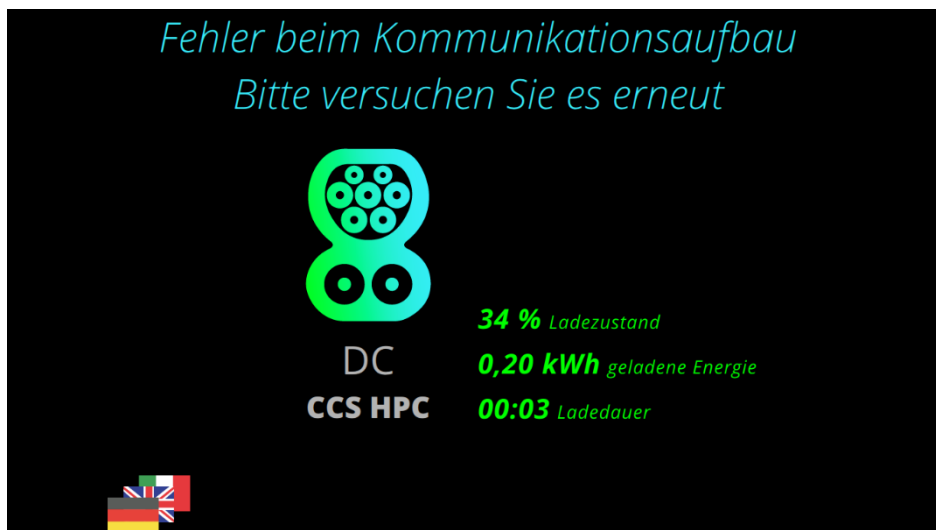 Fehler beim Kommunikationsaufbau
Bitte versuchen Sie es erneut
34 % Ladezustand
DC
0,20 kWh geladene Energie
CCS HPC
00:03 Ladedauer